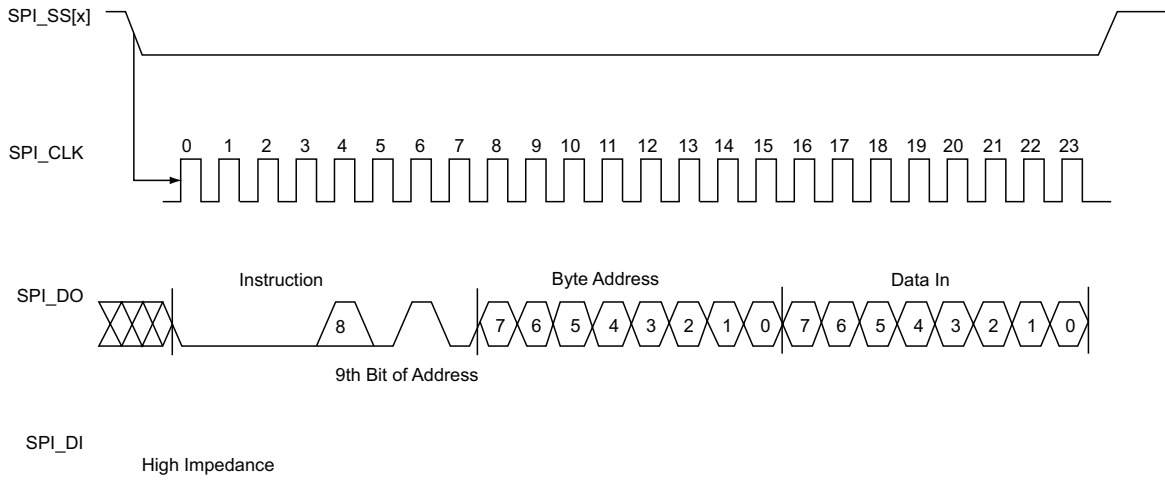 SPI_SS[x]
0 1 2 3 4 5 6 7 8 9 10 11 12 13 14 15 16 17 18 19 20 21 22 23
SPI_CLK
Instruction Byte Address Data In
SPI_DO
8 7 6 5 4 3 2 1 0 7 6 5 4 3 2 1 0
9th Bit of Address
SPI_DI
High Impedance